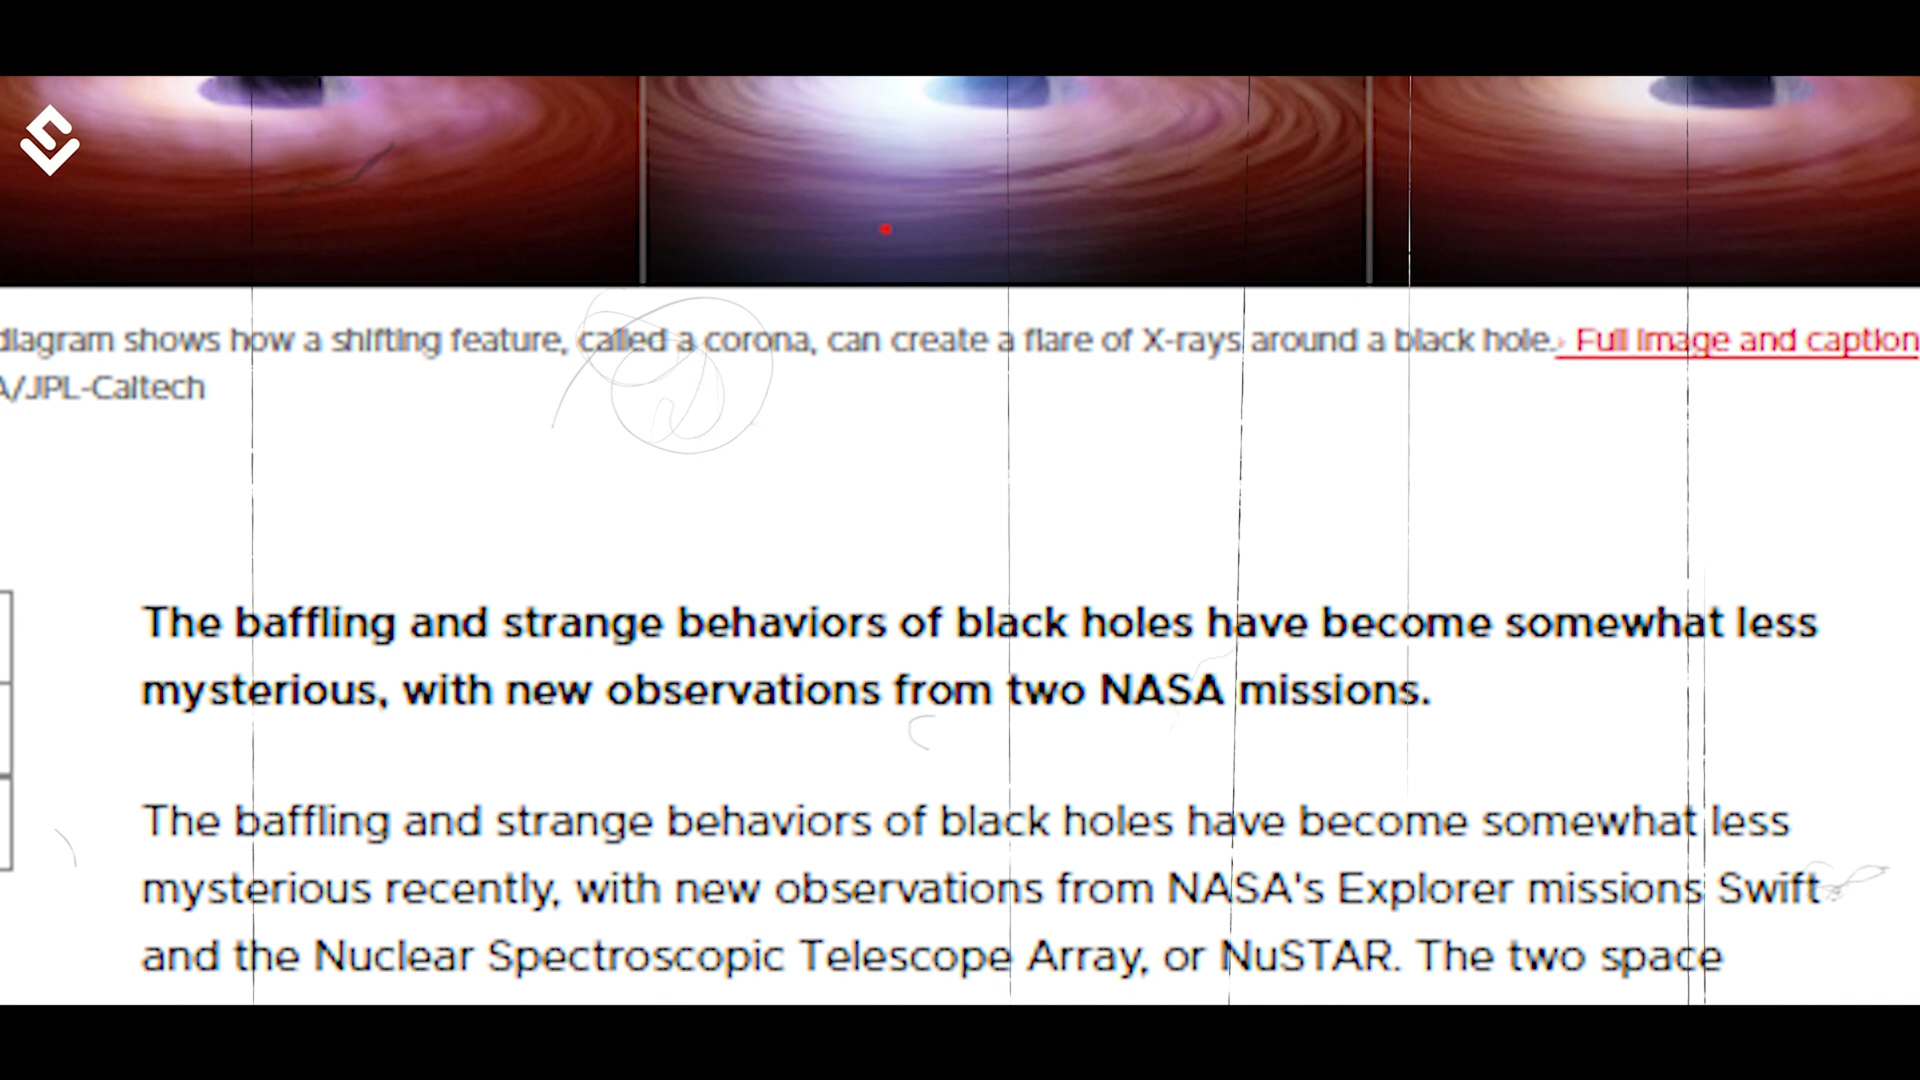 diagram shows how a shifting feature, called a corona, can create a flare of X-rays around a black hole.› Full image and caption
A/JPL-Caltech
The baffling and strange behaviors of black holes have become somewhat less
mysterious, with new observations from two NASA missions.
The baffling and strange behaviors of black holes have become somewhat less
mysterious recently, with new observations from NASA's Explorer missions Swift
and the Nuclear Spectroscopic Telescope Array, or NuSTAR. The two space